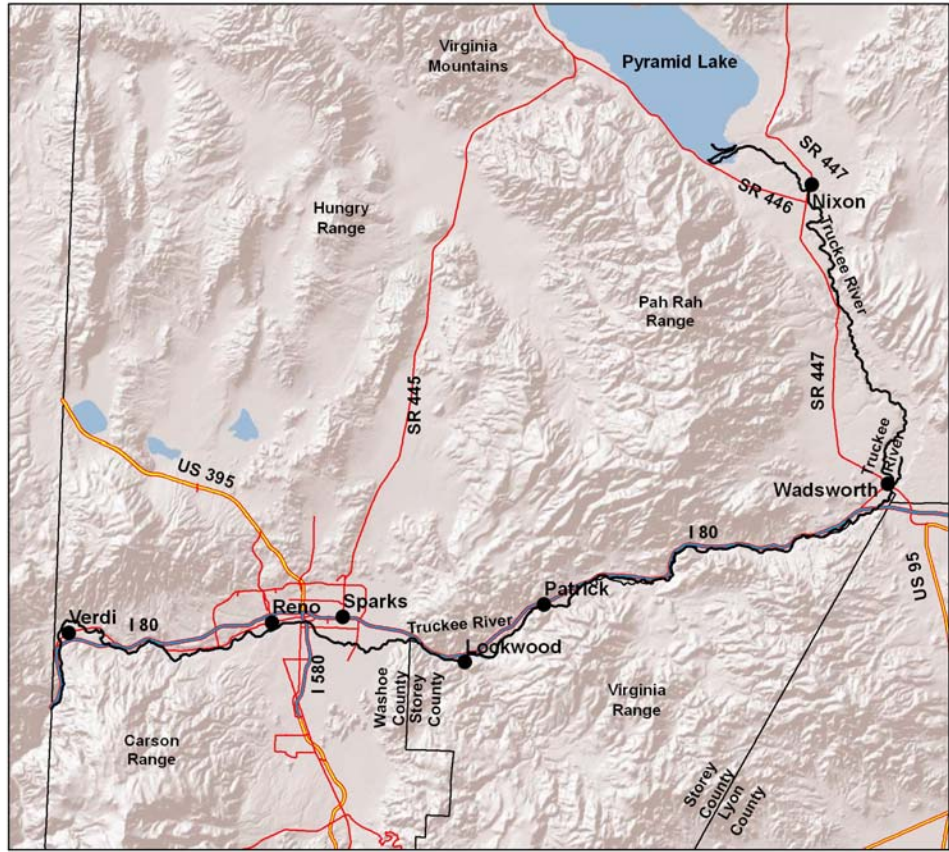 Virginia
Mountains
Pyramid Lake
SR 447
SR 446
Nixon
Hungry
Range
Truckee River
Pah Rah
Range
SR 445
SR 447
US 395
Truckee
River
Wadsworth
I 80
US 95
Patrick
Sparks
Reno
Verdi
I 80
Truckee River
Lockwood
I 580
Washoe
County
Storey
County
Virginia
Range
Carson
Range
Storey
County
Lyon
County